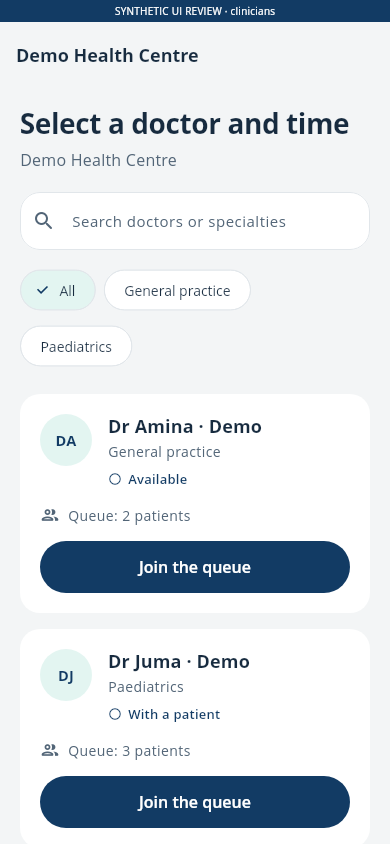 SYNTHETIC UI REVIEW · clinicians
Demo Health Centre
Select a doctor and time
Demo Health Centre
Search doctors or specialties
All
General practice
Paediatrics
DA
Dr Amina · Demo
General practice
Available
Queue: 2 patients
Join the queue
DJ
Dr Juma · Demo
Paediatrics
With a patient
Queue: 3 patients
Join the queue